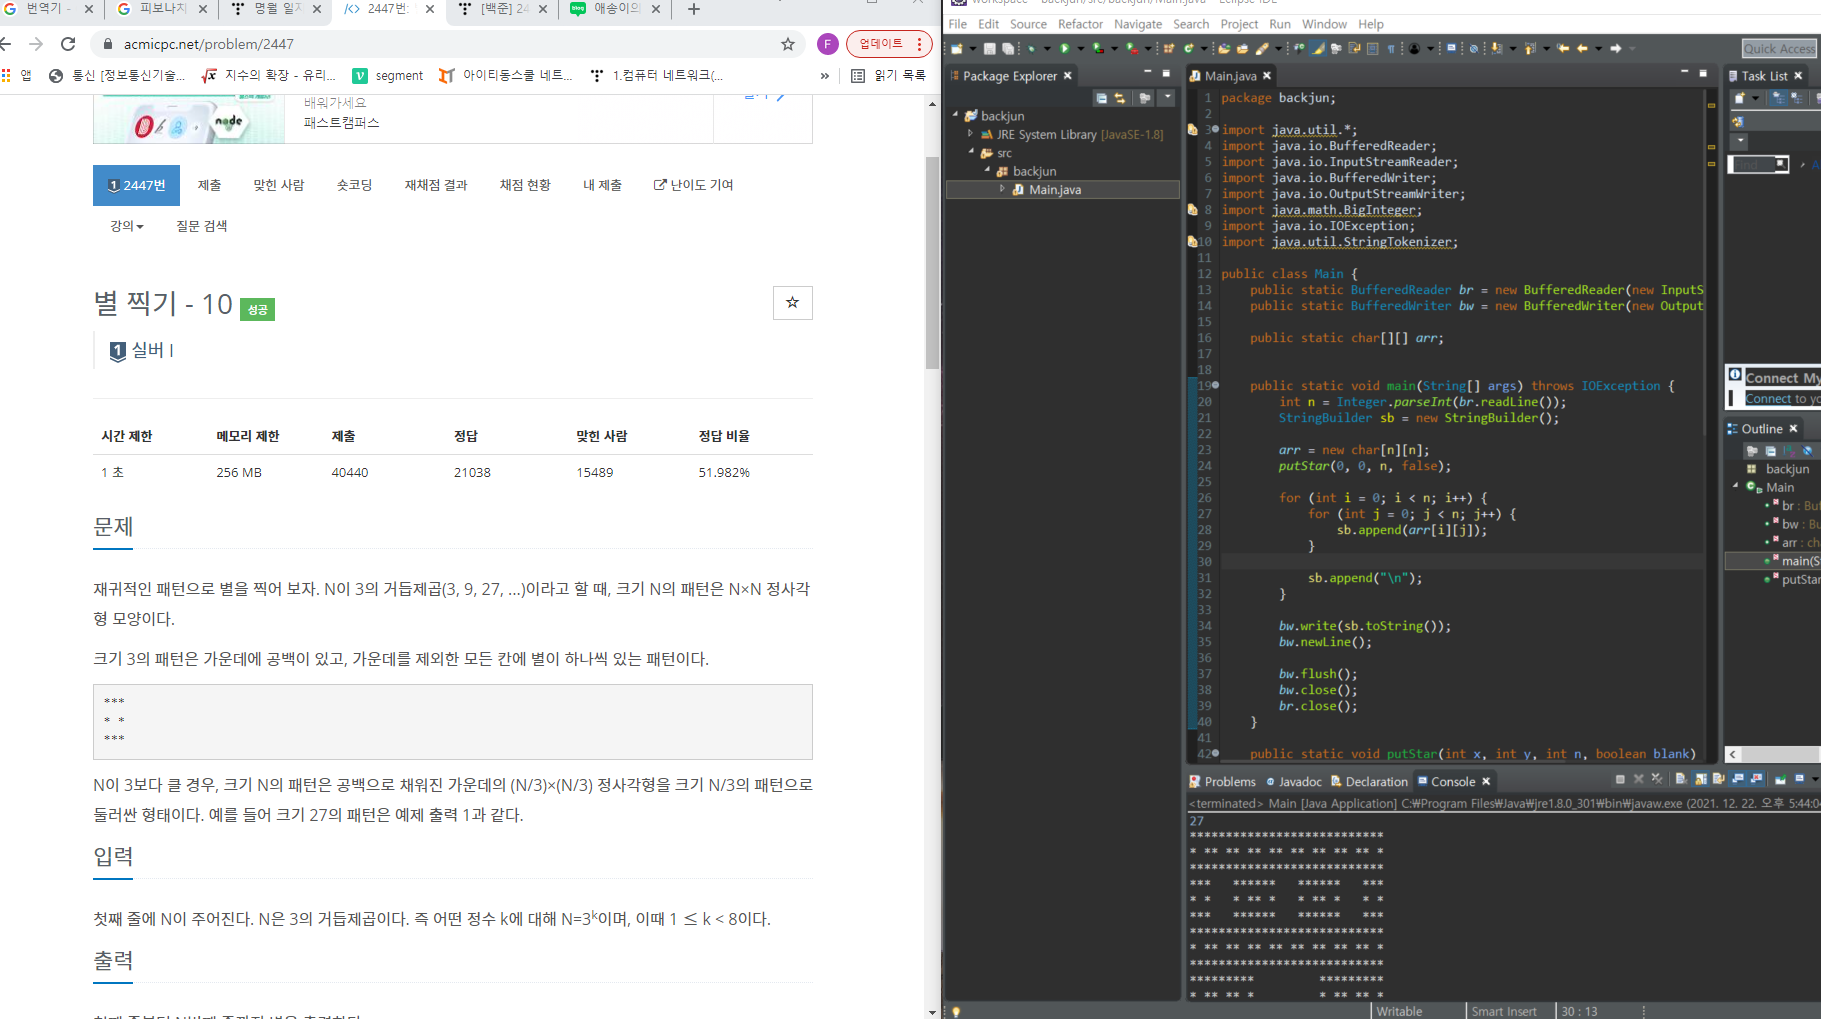 번역기 -
피보나치
명월 일지
2447번:
[백준] 24
애송이의
acmicpc.net/problem/2447
F
업데이트
앱
통신 [정보통신기술...
지수의 확장 - 유리...
segment
아이티동스쿨 네트...
1.컴퓨터 네트워크(...
»
읽기 목록
배워가세요
패스트캠퍼스
node
2447번
제출
맞힌 사람
숏코딩
재채점 결과
채점 현황
내 제출
난이도 기여
강의
질문 검색
별 찍기 - 10 성공
1 실버 I
시간 제한 메모리 제한 제출 정답 맞힌 사람 정답 비율
1 초 256 MB 40440 21038 15489 51.982%
문제
재귀적인 패턴으로 별을 찍어 보자. N이 3의 거듭제곱(3, 9, 27, ...)이라고 할 때, 크기 N의 패턴은 N×N 정사각
형 모양이다.
크기 3의 패턴은 가운데에 공백이 있고, 가운데를 제외한 모든 칸에 별이 하나씩 있는 패턴이다.
***
* *
***
N이 3보다 클 경우, 크기 N의 패턴은 공백으로 채워진 가운데의 (N/3)×(N/3) 정사각형을 크기 N/3의 패턴으로
둘러싼 형태이다. 예를 들어 크기 27의 패턴은 예제 출력 1과 같다.
입력
첫째 줄에 N이 주어진다. N은 3의 거듭제곱이다. 즉 어떤 정수 k에 대해 N=3k이며, 이때 1 ≤ k < 8이다.
출력
File Edit Source Refactor Navigate Search Project Run Window Help
Quick Access
Package Explorer
backjun
JRE System Library [JavaSE-1.8]
src
backjun
Main.java
Main.java
1 package backjun;
2
3 import java.util.*;
4 import java.io.BufferedReader;
5 import java.io.InputStreamReader;
6 import java.io.BufferedWriter;
7 import java.io.OutputStreamWriter;
8 import java.math.BigInteger;
9 import java.io.IOException;
10 import java.util.StringTokenizer;
11
12 public class Main {
13 public static BufferedReader br = new BufferedReader(new InputS
14 public static BufferedWriter bw = new BufferedWriter(new Output
15
16 public static char[][] arr;
17
18
19 public static void main(String[] args) throws IOException {
20 int n = Integer.parseInt(br.readLine());
21 StringBuilder sb = new StringBuilder();
22
23 arr = new char[n][n];
24 putStar(0, 0, n, false);
25
26 for (int i = 0; i < n; i++) {
27 for (int j = 0; j < n; j++) {
28 sb.append(arr[i][j]);
29 }
30
31 sb.append("\n");
32 }
33
34 bw.write(sb.toString());
35 bw.newLine();
36
37 bw.flush();
38 bw.close();
39 br.close();
40 }
41
42 public static void putStar(int x, int y, int n, boolean blank)
Task List
Find
Connect My
Connect to yo
Outline
backjun
Main
br : Buf
bw : Bu
arr : cha
main(S
putStar
Problems Javadoc Declaration Console
<terminated> Main [Java Application] C:₩Program Files₩Java₩jre1.8.0_301₩bin₩javaw.exe (2021. 12. 22. 오후 5:44:04
27
***************************
* ** ** ** ** ** ** ** ** *
***************************
***   ******   ******   ***
* *   * ** *   * ** *   * *
***   ******   ******   ***
***************************
* ** ** ** ** ** ** ** ** *
***************************
*********         *********
* ** ** *         * ** ** *
Writable
Smart Insert
30 : 13